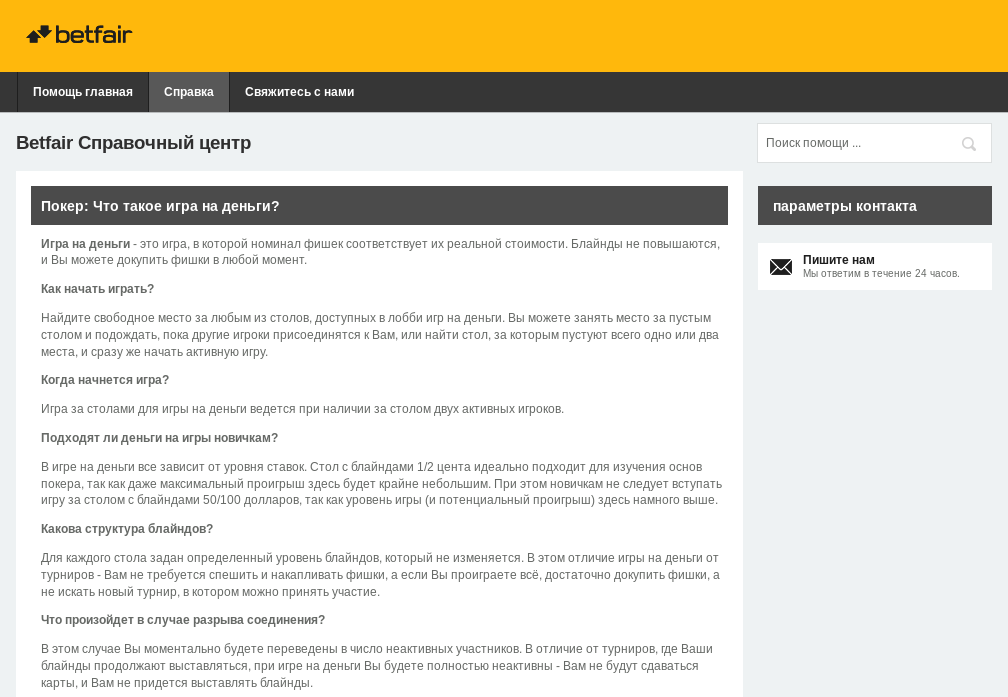 betfair
Помощь главная
Справка
Свяжитесь с нами
Betfair Справочный центр
Поиск помощи ...
Покер: Что такое игра на деньги?
Игра на деньги - это игра, в которой номинал фишек соответствует их реальной стоимости. Блайнды не повышаются,
и Вы можете докупить фишки в любой момент.
Как начать играть?
Найдите свободное место за любым из столов, доступных в лобби игр на деньги. Вы можете занять место за пустым
столом и подождать, пока другие игроки присоединятся к Вам, или найти стол, за которым пустуют всего одно или два
места, и сразу же начать активную игру.
Когда начнется игра?
Игра за столами для игры на деньги ведется при наличии за столом двух активных игроков.
Подходят ли деньги на игры новичкам?
В игре на деньги все зависит от уровня ставок. Стол с блайндами 1/2 цента идеально подходит для изучения основ
покера, так как даже максимальный проигрыш здесь будет крайне небольшим. При этом новичкам не следует вступать
игру за столом с блайндами 50/100 долларов, так как уровень игры (и потенциальный проигрыш) здесь намного выше.
Какова структура блайндов?
Для каждого стола задан определенный уровень блайндов, который не изменяется. В этом отличие игры на деньги от
турниров - Вам не требуется спешить и накапливать фишки, а если Вы проиграете всё, достаточно докупить фишки, а
не искать новый турнир, в котором можно принять участие.
Что произойдет в случае разрыва соединения?
В этом случае Вы моментально будете переведены в число неактивных участников. В отличие от турниров, где Ваши
блайнды продолжают выставляться, при игре на деньги Вы будете полностью неактивны - Вам не будут сдаваться
карты, и Вам не придется выставлять блайнды.
параметры контакта
Пишите нам
Мы ответим в течение 24 часов.